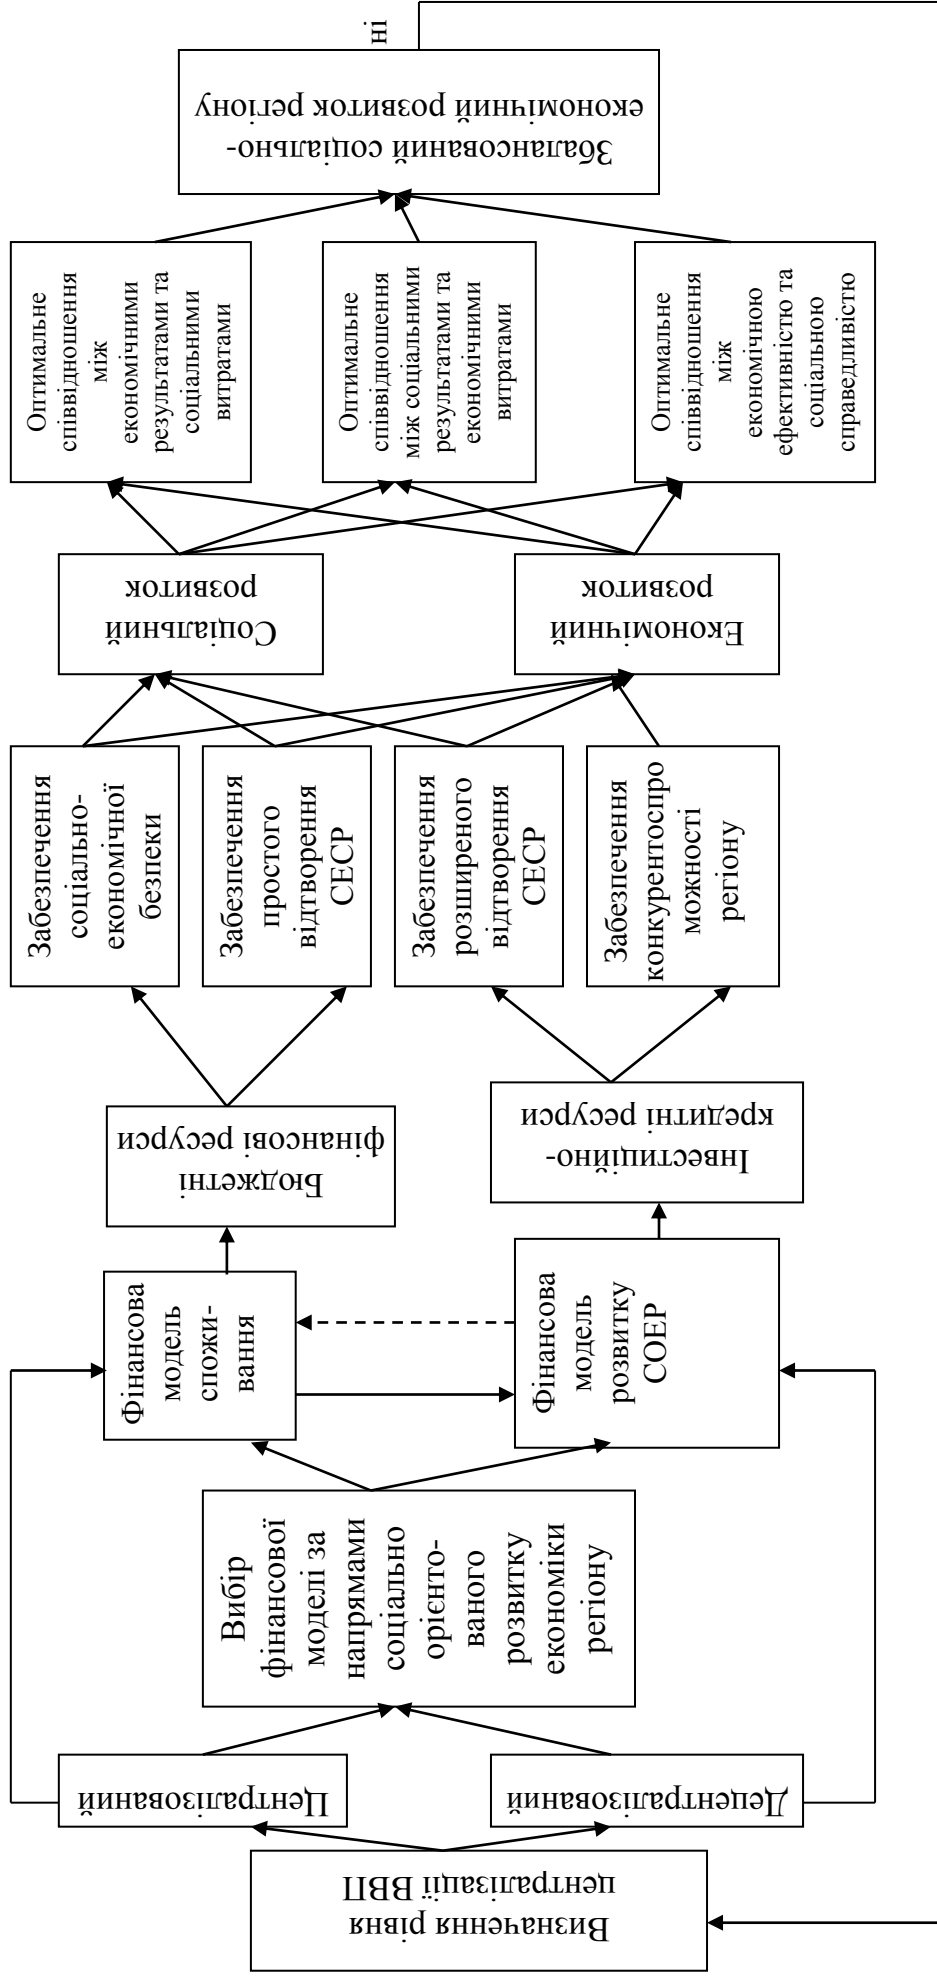 Визначення рівня
централізації ВВП
Централізований
Децентралізований
Вибір
фінансової
моделі за
напрямами
соціально
орієнто-
ваного
розвитку
економіки
регіону
Фінансова
модель
спожи-
вання
Фінансова
модель
розвитку
СОЕР
Бюджетні
фінансові ресурси
Інвестиційно-
кредитні ресурси
Забезпечення
соціально-
економічної
безпеки
Забезпечення
простого
відтворення
СЕСР
Забезпечення
розширеного
відтворення
СЕСР
Забезпечення
конкурентоспро
можності
регіону
Соціальний
розвиток
Економічний
розвиток
Оптимальне
співвідношення
між
економічними
результатами та
соціальними
витратами
Оптимальне
співвідношення
між соціальними
результатами та
економічними
витратами
Оптимальне
співвідношення
між
економічною
ефективністю та
соціальною
справедливістю
Збалансований соціально-
економічний розвиток регіону
ні